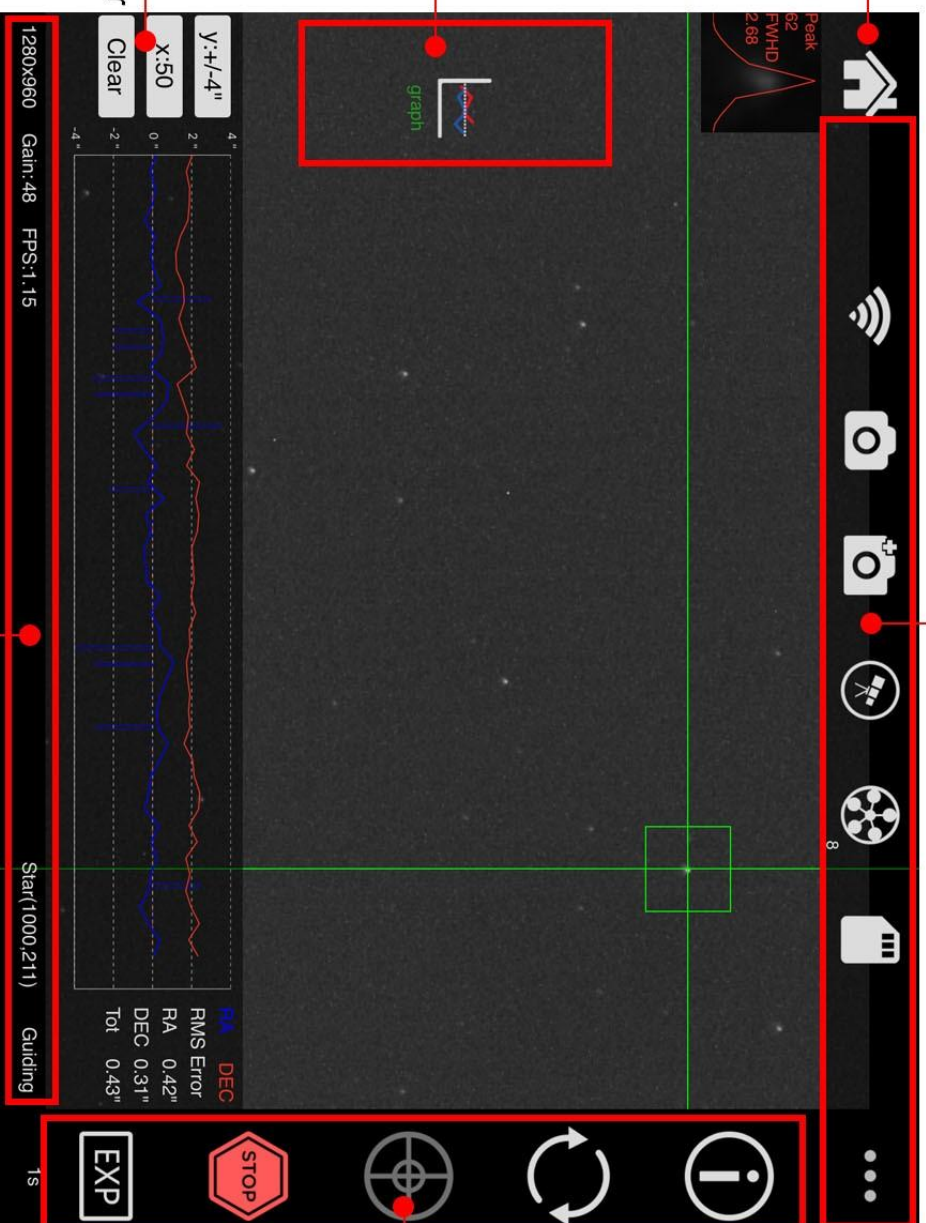 8
Peak
62
FWHD
2.68
graph
y:+/-4"
x:50
Clear
4"
2"
0"
-2"
-4"
RA DEC
RMS Error
RA 0.42"
DEC 0.31"
Tot 0.43"
STOP
EXP
1280x960 Gain:48 FPS:1.15 Star(1000,211) Guiding 1s